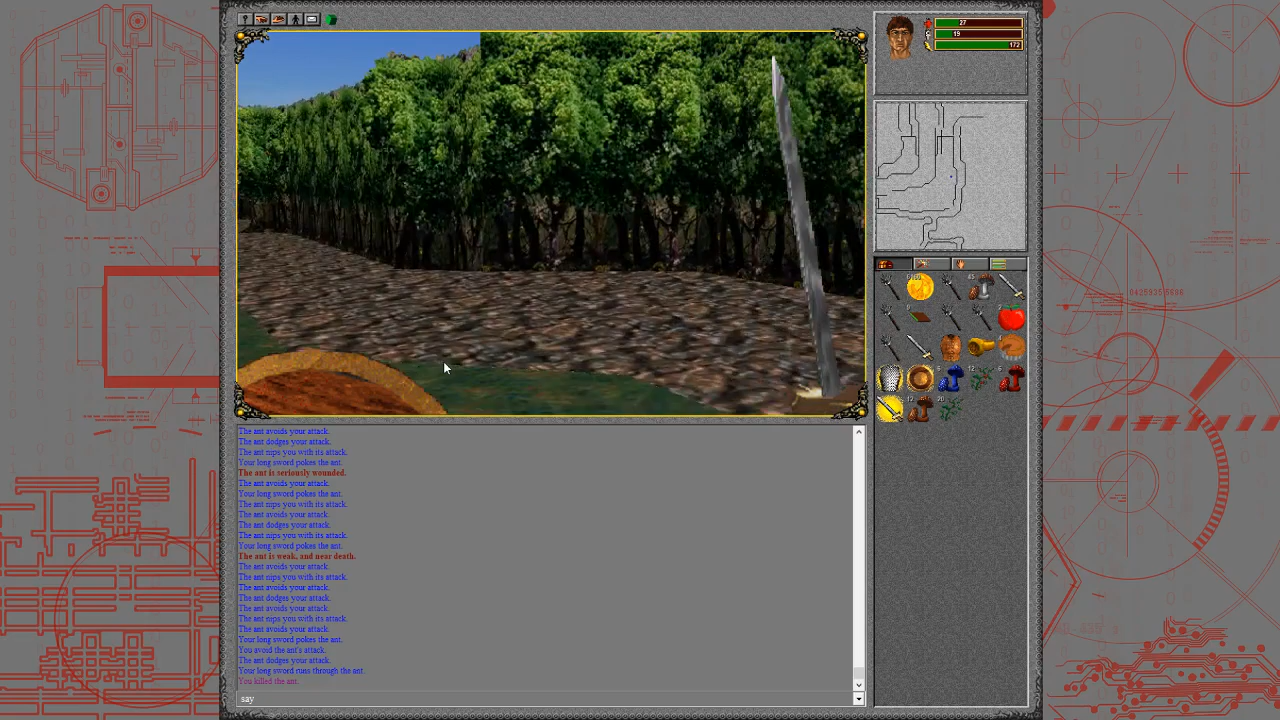 27
19
172
45
The ant avoids your attack.
The ant dodges your attack.
The ant nips you with its attack.
Your long sword pokes the ant.
The ant is seriously wounded.
The ant avoids your attack.
Your long sword pokes the ant.
The ant nips you with its attack.
The ant avoids your attack.
The ant dodges your attack.
The ant nips you with its attack.
Your long sword pokes the ant.
The ant is weak, and near death.
The ant avoids your attack.
The ant nips you with its attack.
The ant avoids your attack.
The ant dodges your attack.
The ant avoids your attack.
The ant nips you with its attack.
The ant avoids your attack.
Your long sword pokes the ant.
You avoid the ant's attack.
The ant dodges your attack.
Your long sword runs through the ant.
You killed the ant.
say
6
12
6
12
20